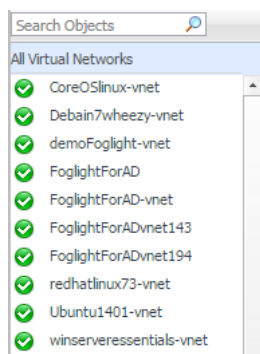 Search Objects
All Virtual Networks
CoreOSlinux-vnet
Debain7wheezy-vnet
demoFoglight-vnet
FoglightForAD
FoglightForAD-vnet
FoglightForADvnet143
FoglightForADvnet194
redhatlinux73-vnet
Ubuntu1401-vnet
winserveressentials-vnet